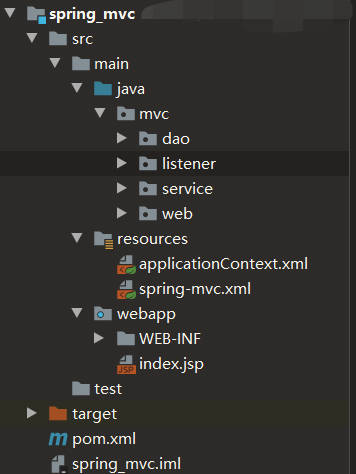 spring_mvc
src
main
java
mvc
dao
listener
service
web
resources
applicationContext.xml
spring-mvc.xml
webapp
WEB-INF
JSP index.jsp
test
target
m pom.xml
spring_mvc.iml